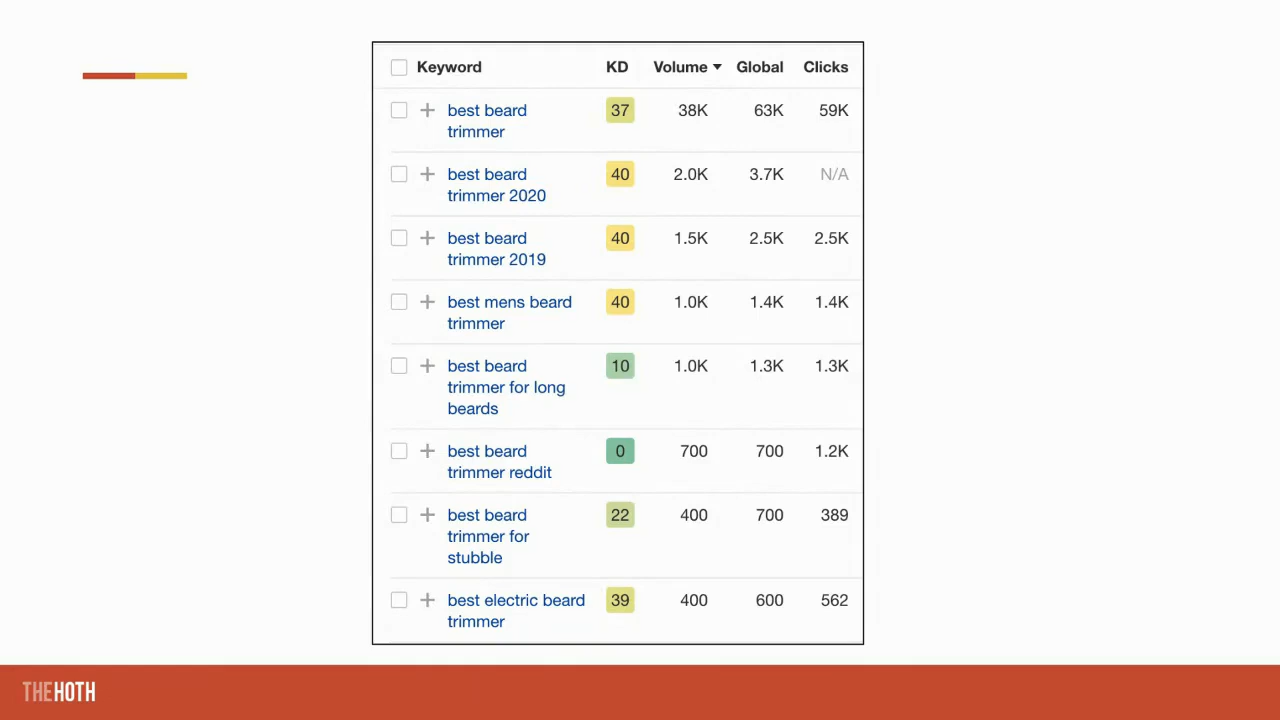 Keyword KD Volume Global Clicks
best beard 37 38K 63K 59K
trimmer
best beard 40 2.0K 3.7K N/A
trimmer 2020
best beard 40 1.5K 2.5K 2.5K
trimmer 2019
best mens beard 40 1.0K 1.4K 1.4K
trimmer
best beard 10 1.0K 1.3K 1.3K
trimmer for long
beards
best beard 0 700 700 1.2K
trimmer reddit
best beard 22 400 700 389
trimmer for
stubble
best electric beard 39 400 600 562
trimmer
THEHOTH